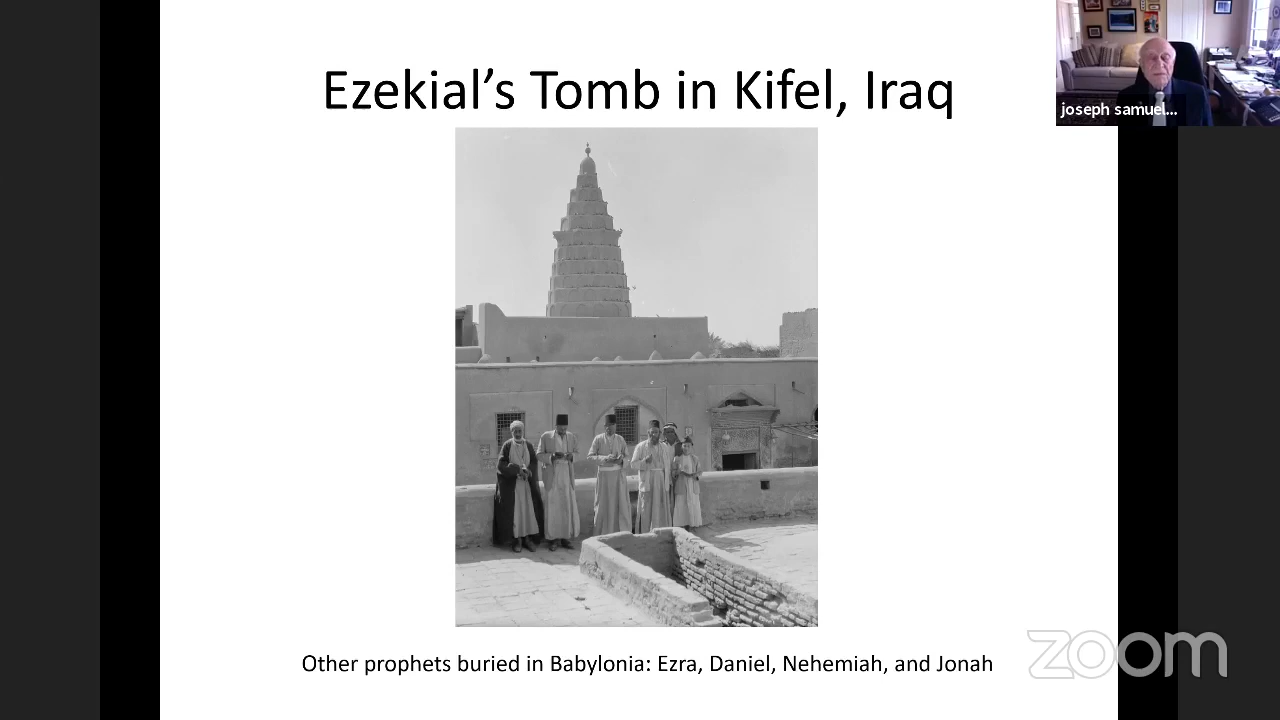 Ezekial's Tomb in Kifel, Iraq
joseph samuel...
Other prophets buried in Babylonia: Ezra, Daniel, Nehemiah, and Jonah
zoom